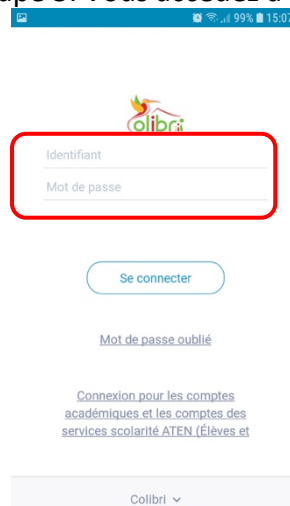 99% 15:07
Colibri
Identifiant
Mot de passe
Se connecter
Mot de passe oublié
Connexion pour les comptes
académiques et les comptes des
services scolarité ATEN (Élèves et
Colibri